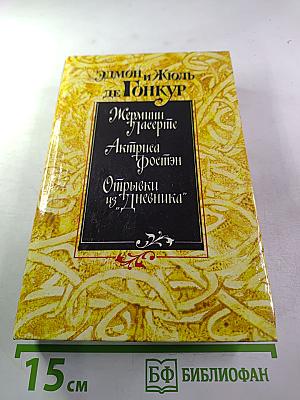 Эдмон и Жюль
де Гонкур
Жермини
Ласерте
Актриса
Фостэн
Отрывки
из „Дневника"
15 см
БФ БИБЛИОФАН